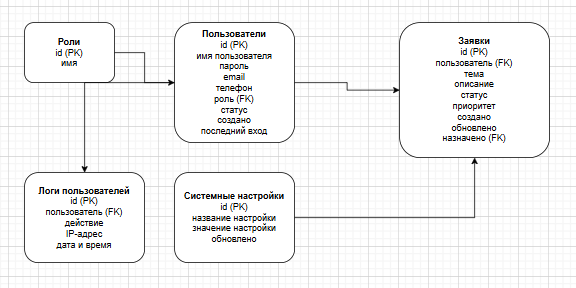 Роли
id (PK)
имя
Пользователи
id (PK)
имя пользователя
пароль
email
телефон
роль (FK)
статус
создано
последний вход
Заявки
id (PK)
пользователь (FK)
тема
описание
статус
приоритет
создано
обновлено
назначено (FK)
Логи пользователей
id (PK)
пользователь (FK)
действие
IP-адрес
дата и время
Системные настройки
id (PK)
название настройки
значение настройки
обновлено